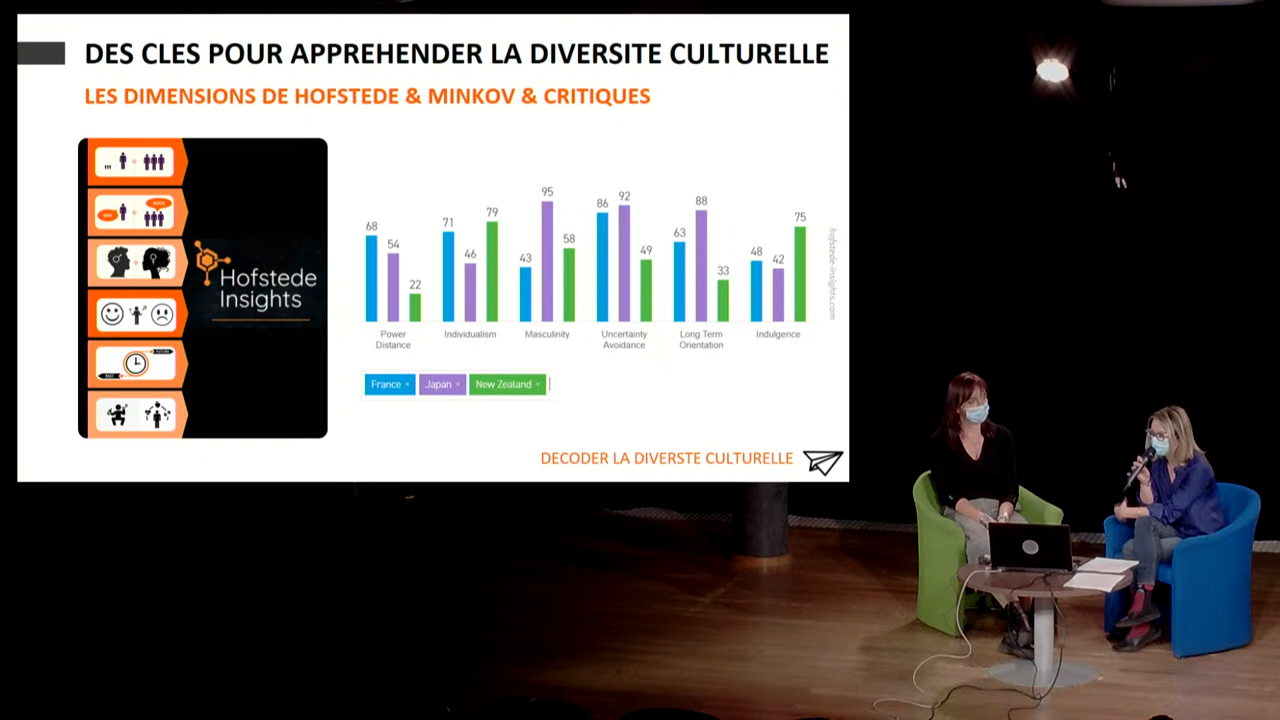 DES CLES POUR APPREHENDER LA DIVERSITE CULTURELLE
LES DIMENSIONS DE HOFSTEDE & MINKOV & CRITIQUES
Hofstede
Insights
68 54 22
71 46 79
43 95 58
86 92 49
63 88 33
48 42 75
Power
Distance
Individualism
Masculinity
Uncertainty
Avoidance
Long Term
Orientation
Indulgence
hofstede-insights.com
France ×
Japan ×
New Zealand ×
DECODER LA DIVERSTE CULTURELLE